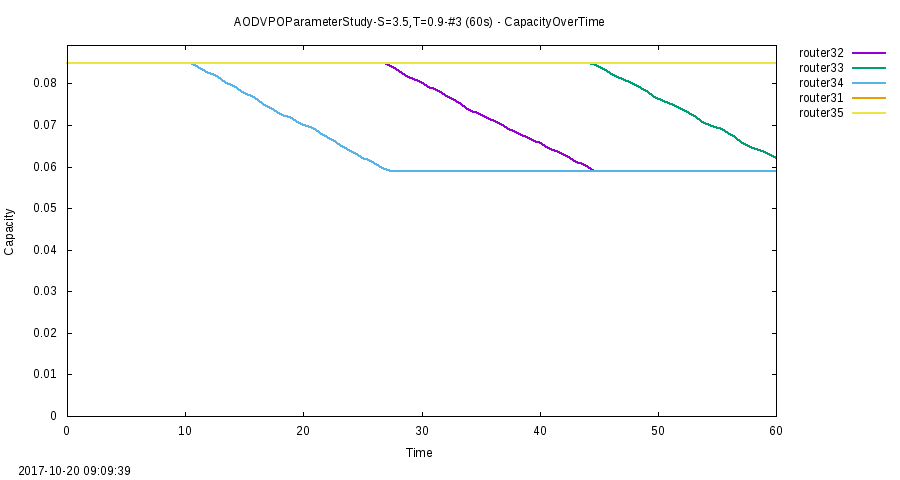 AODVPOParameterStudy-S=3.5,T=0.9-#3 (60s) - CapacityOverTime
router32
router33
router34
router31
router35
0.08
0.07
0.06
0.05
0.04
0.03
0.02
0.01
0
Capacity
0 10 20 30 40 50 60
Time
2017-10-20 09:09:39